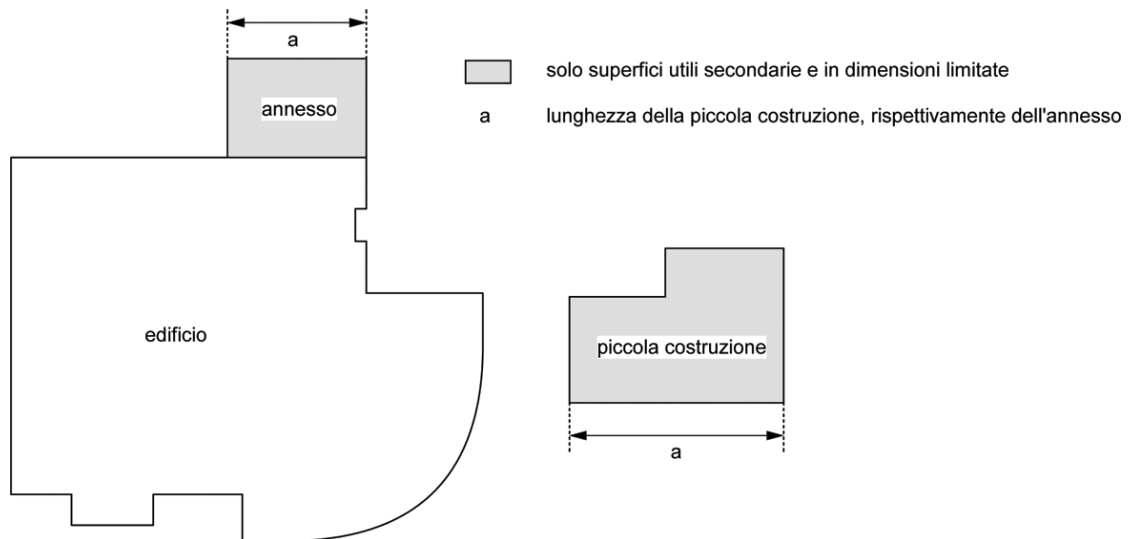 a
annesso
solo superfici utili secondarie e in dimensioni limitate
a lunghezza della piccola costruzione, rispettivamente dell'annesso
edificio
piccola costruzione
a